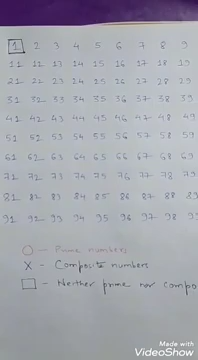 1 2 3 4 5 6 7 8 9
11 12 13 14 15 16 17 18 19
21 22 23 24 25 26 27 28 29
31 32 33 34 35 36 37 38 39
41 42 43 44 45 46 47 48 49
51 52 53 54 55 56 57 58 59
61 62 63 64 65 66 67 68 69
71 72 73 74 75 76 77 78 79
81 82 83 84 85 86 87 88 89
91 92 93 94 95 96 97 98 99
O - Prime numbers
X - Composite numbers
□ - Neither prime nor compo
Made with
VideoShow